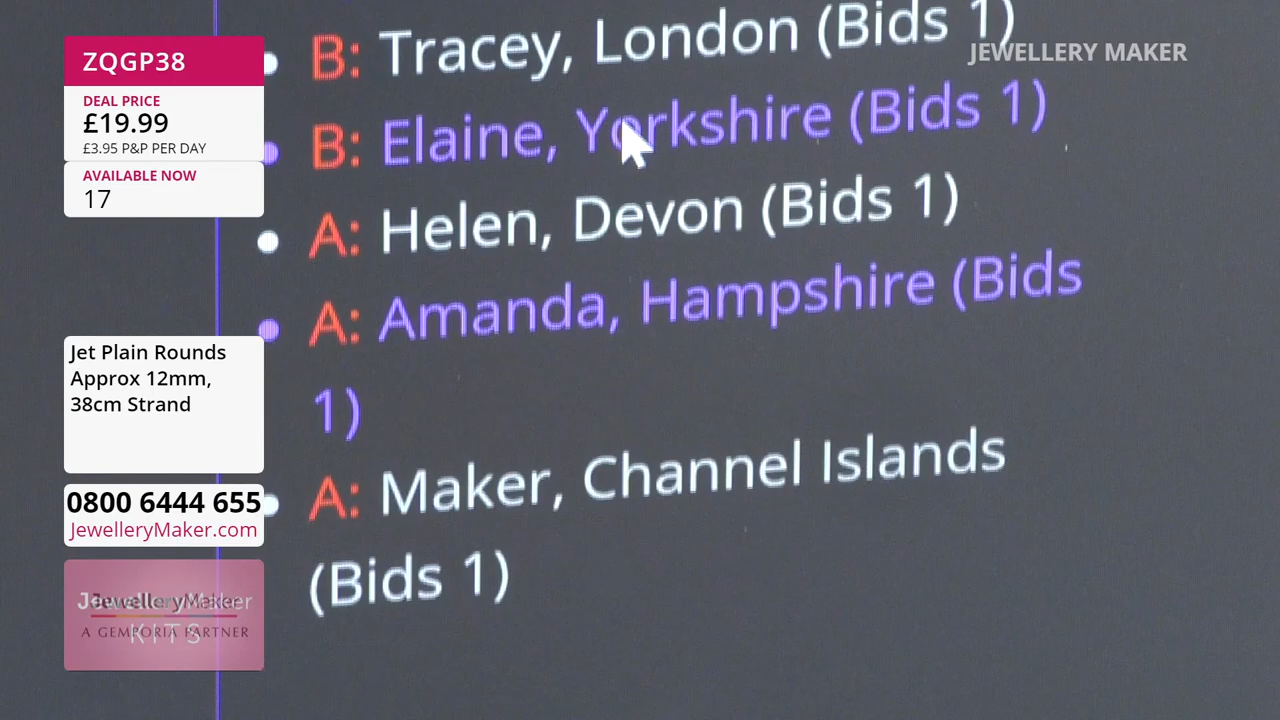 ZQGP38
DEAL PRICE
£19.99
£3.95 P&P PER DAY
AVAILABLE NOW
17
Jet Plain Rounds
Approx 12mm,
38cm Strand
0800 6444 655
JewelleryMaker.com
JewelleryMaker
A GEMPORIA PARTNER
KITS
JEWELLERY MAKER
B: Tracey, London (Bids 1)
B: Elaine, Yorkshire (Bids 1)
A: Helen, Devon (Bids 1)
A: Amanda, Hampshire (Bids
1)
A: Maker, Channel Islands
(Bids 1)